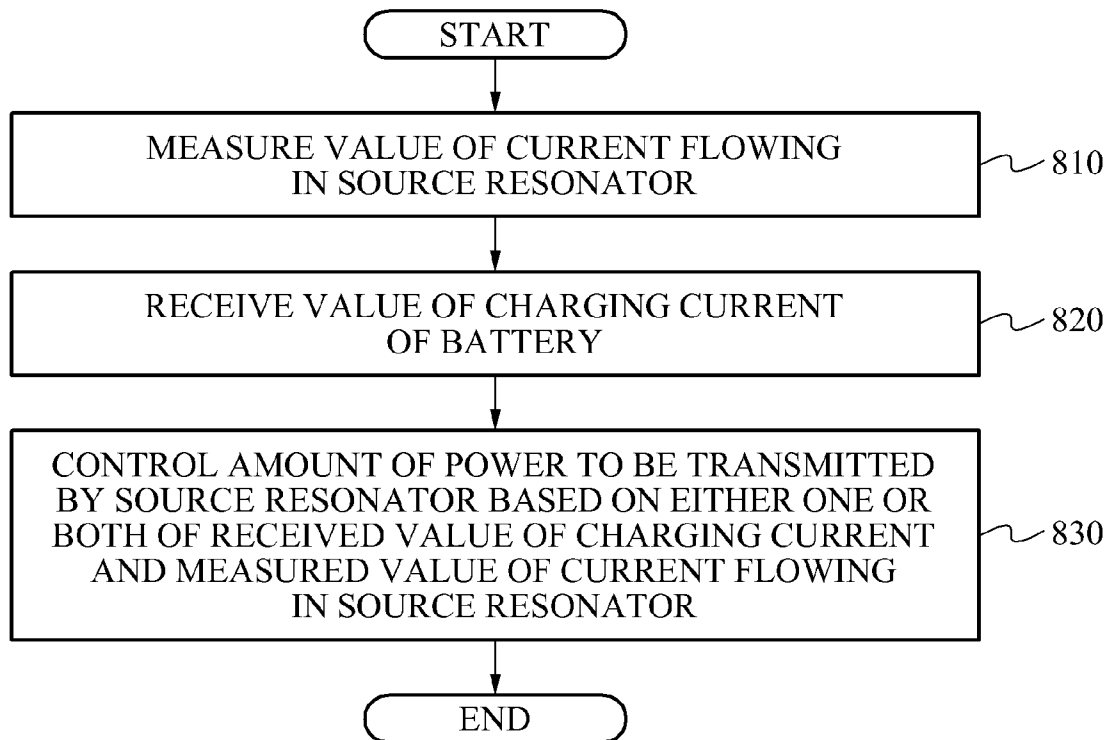 START
MEASURE VALUE OF CURRENT FLOWING
IN SOURCE RESONATOR
810
RECEIVE VALUE OF CHARGING CURRENT
OF BATTERY
820
CONTROL AMOUNT OF POWER TO BE TRANSMITTED
BY SOURCE RESONATOR BASED ON EITHER ONE OR
BOTH OF RECEIVED VALUE OF CHARGING CURRENT
AND MEASURED VALUE OF CURRENT FLOWING
IN SOURCE RESONATOR
830
END